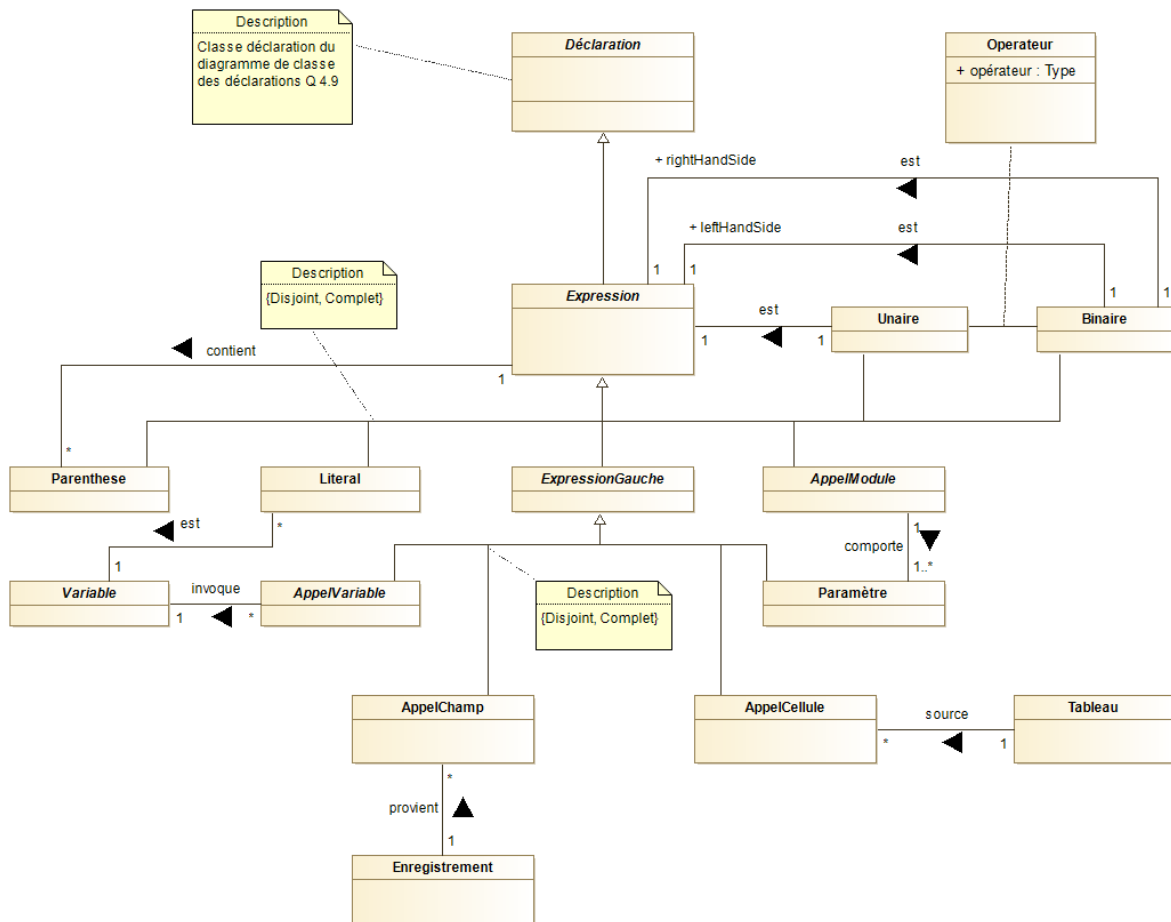 Description
Classe déclaration du
diagramme de classe
des déclarations Q 4.9
Déclaration
Operateur
+ opérateur : Type
+ rightHandSide
est
+ leftHandSide
est
Description
{Disjoint, Complet}
1
1
1
1
Expression
est
1
1
Unaire
Binaire
contient
1
*
Parenthese
Literal
ExpressionGauche
AppelModule
est
*
1
1
comporte
1..*
Variable
invoque
1
*
AppelVariable
Description
{Disjoint, Complet}
Paramètre
AppelChamp
AppelCellule
source
*
1
Tableau
*
provient
1
Enregistrement